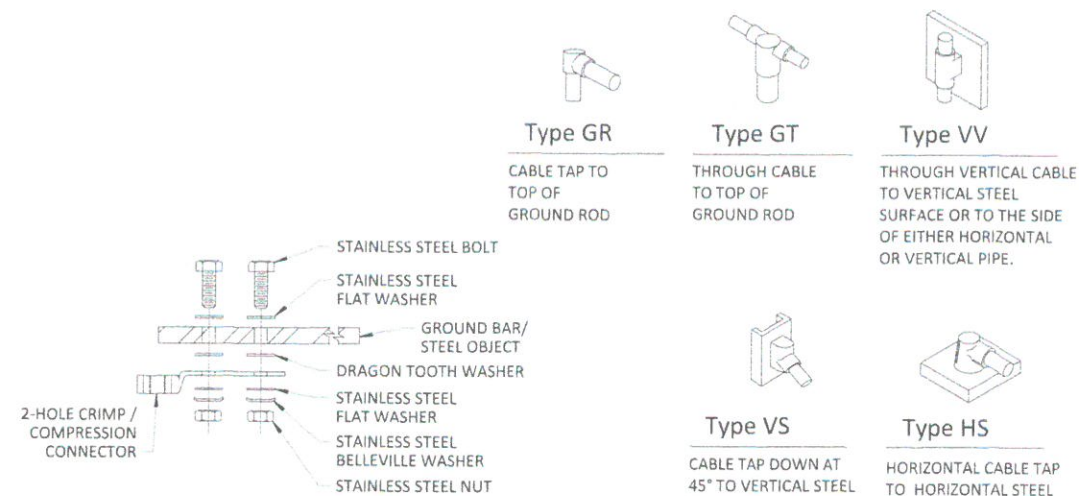 Type GR
CABLE TAP TO
TOP OF
GROUND ROD
Type GT
THROUGH CABLE
TO TOP OF
GROUND ROD
Type VV
THROUGH VERTICAL CABLE
TO VERTICAL STEEL
SURFACE OR TO THE SIDE
OF EITHER HORIZONTAL
OR VERTICAL PIPE.
STAINLESS STEEL BOLT
STAINLESS STEEL
FLAT WASHER
GROUND BAR/
STEEL OBJECT
DRAGON TOOTH WASHER
STAINLESS STEEL
FLAT WASHER
STAINLESS STEEL
BELLEVILLE WASHER
STAINLESS STEEL NUT
2-HOLE CRIMP /
COMPRESSION
CONNECTOR
Type VS
CABLE TAP DOWN AT
45° TO VERTICAL STEEL
Type HS
HORIZONTAL CABLE TAP
TO HORIZONTAL STEEL